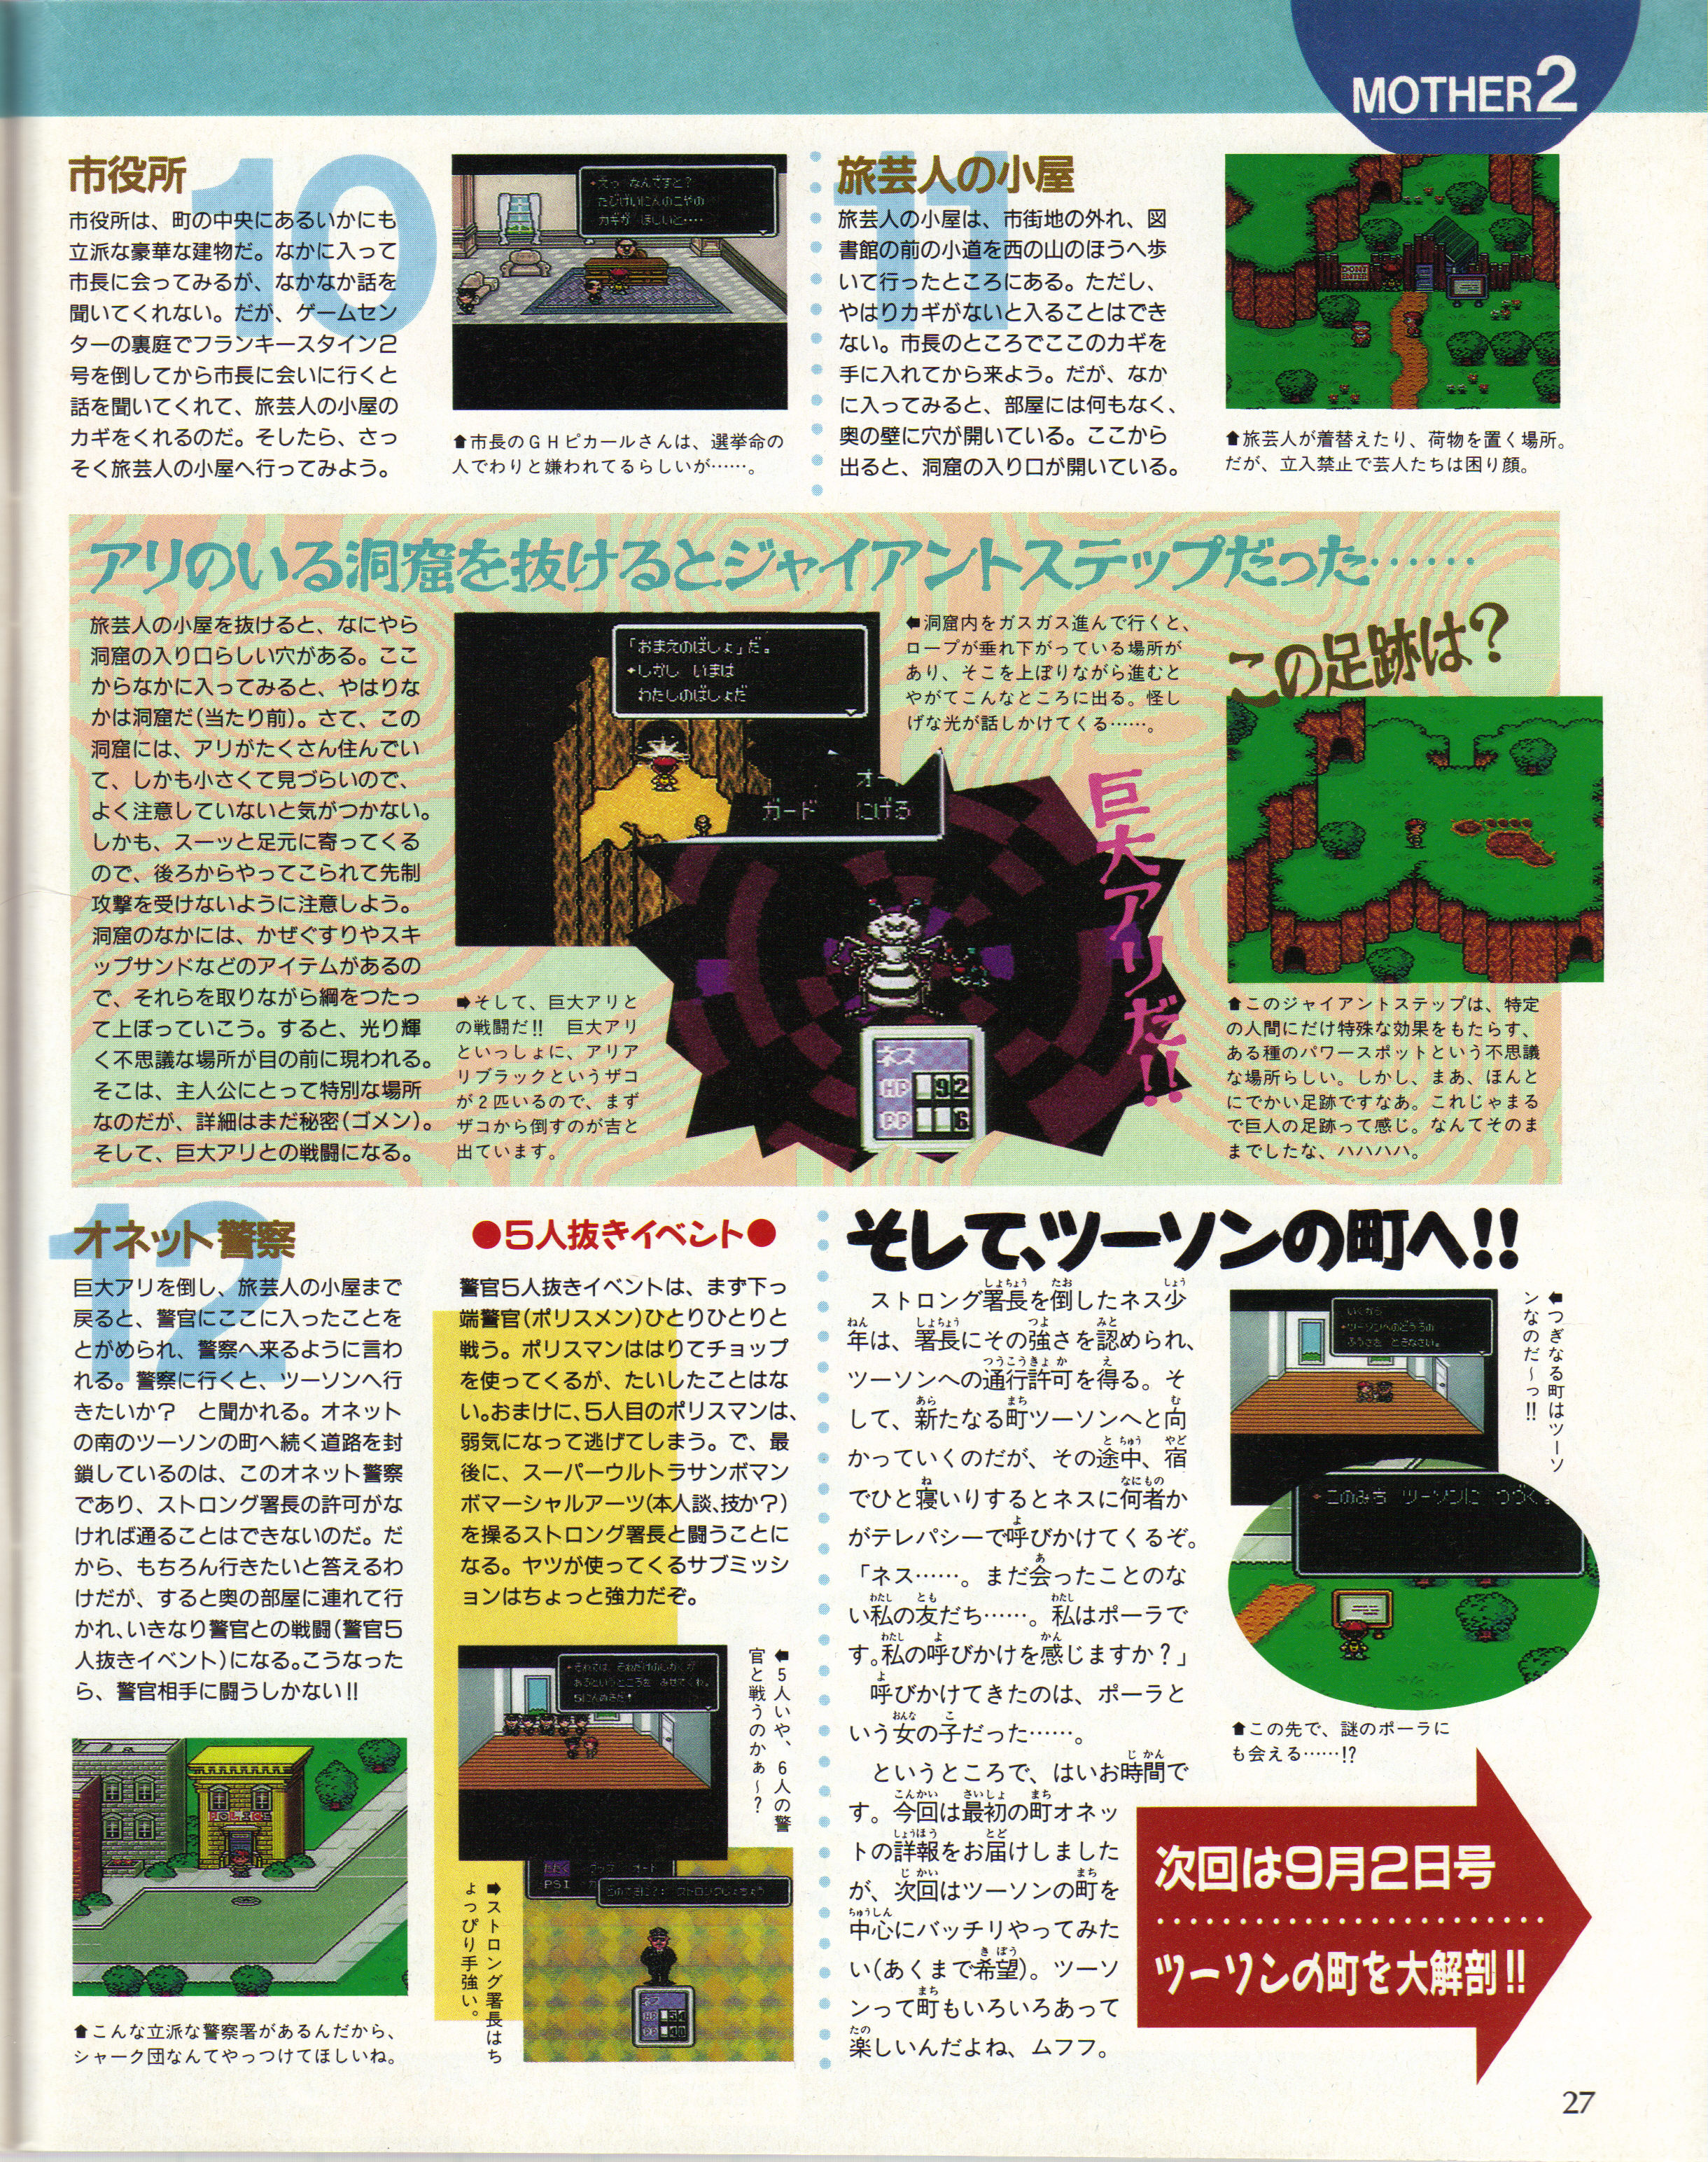 MOTHER2
10
市役所
市役所は、町の中央にあるいかにも
立派な豪華な建物だ。なかに入って
市長に会ってみるが、なかなか話を
聞いてくれない。だが、ゲームセン
ターの裏庭でフランキースタイン2
号を倒してから市長に会いに行くと
話を聞いてくれて、旅芸人の小屋の
カギをくれるのだ。そしたら、さっ
そく旅芸人の小屋へ行ってみよう。
えっ なんですと?
たびげいにんのこやの
カギが ほしいと‥‥
⬆市長のGHピカールさんは、選挙命の
人でわりと嫌われてるらしいが……。
11
旅芸人の小屋
旅芸人の小屋は、市街地の外れ、図
書館の前の小道を西の山のほうへ歩
いて行ったところにある。ただし、
やはりカギがないと入ることはでき
ない。市長のところでここのカギを
手に入れてから来よう。だが、なか
に入ってみると、部屋には何もなく、
奥の壁に穴が開いている。ここから
出ると、洞窟の入り口が開いている。
⬆旅芸人が着替えたり、荷物を置く場所。
だが、立入禁止で芸人たちは困り顔。
アリのいる洞窟を抜けるとジャイアントステップだった……
旅芸人の小屋を抜けると、なにやら
洞窟の入り口らしい穴がある。ここ
からなかに入ってみると、やはりな
かは洞窟だ(当たり前)。さて、この
洞窟には、アリがたくさん住んでい
て、しかも小さくて見づらいので、
よく注意していないと気がつかない。
しかも、スーッと足元に寄ってくる
ので、後ろからやってこられて先制
攻撃を受けないように注意しよう。
洞窟のなかには、かぜぐすりやスキ
ップサンドなどのアイテムがあるの
で、それらを取りながら綱をつたっ
て上ぼっていこう。すると、光り輝
く不思議な場所が目の前に現われる。
そこは、主人公にとって特別な場所
なのだが、詳細はまだ秘密(ゴメン)。
そして、巨大アリとの戦闘になる。
「おまえのばしょ」だ。
しかし いまは
わたしのばしょだ
⬅洞窟内をガスガス進んで行くと、
ロープが垂れ下がっている場所が
あり、そこを上ぼりながら進むと
やがてこんなところに出る。怪し
げな光が話しかけてくる……。
ガード にげる
巨大アリだ!!
ネス
HP 92
PP 6
➡そして、巨大アリと
の戦闘だ!! 巨大アリ
といっしょに、アリア
リブラックというザコ
が2匹いるので、まず
ザコから倒すのが吉と
出ています。
この足跡は?
⬆このジャイアントステップは、特定
の人間にだけ特殊な効果をもたらす、
ある種のパワースポットという不思議
な場所らしい。しかし、まあ、ほんと
にでかい足跡ですなあ。これじゃまる
で巨人の足跡って感じ。なんてそのま
までしたな、ハハハハ。
12
オネット警察
巨大アリを倒し、旅芸人の小屋まで
戻ると、警官にここに入ったことを
とがめられ、警察へ来るように言わ
れる。警察に行くと、ツーソンへ行
きたいか? と聞かれる。オネット
の南のツーソンの町へ続く道路を封
鎖しているのは、このオネット警察
であり、ストロング署長の許可がな
ければ通ることはできないのだ。だ
から、もちろん行きたいと答えるわ
けだが、すると奥の部屋に連れて行
かれ、いきなり警官との戦闘(警官5
人抜きイベント)になる。こうなった
ら、警官相手に闘うしかない!!
POLICE
⬆こんな立派な警察署があるんだから、
シャーク団なんてやっつけてほしいね。
●5人抜きイベント●
警官5人抜きイベントは、まず下っ
端警官(ポリスメン)ひとりひとりと
戦う。ポリスマンははりてチョップ
を使ってくるが、たいしたことはな
い。おまけに、5人目のポリスマンは、
弱気になって逃げてしまう。で、最
後に、スーパーウルトラサンボマン
ボマーシャルアーツ(本人談、技か?)
を操るストロング署長と闘うことに
なる。ヤツが使ってくるサブミッシ
ョンはちょっと強力だぞ。
⬅5人いや、6人の警
官と戦うのかぁ〜?
➡ストロング署長はち
ょっぴり手強い。
PSI
ネス
そして、ツーソンの町へ!!
ストロング署長を倒したネス少
年は、署長にその強さを認められ、
ツーソンへの通行許可を得る。そ
して、新たなる町ツーソンへと向
かっていくのだが、その途中、宿
でひと寝いりするとネスに何者か
がテレパシーで呼びかけてくるぞ。
「ネス……。まだ会ったことのな
い私の友だち……。私はポーラで
す。私の呼びかけを感じますか?」
呼びかけてきたのは、ポーラと
いう女の子だった……。
というところで、はいお時間で
す。今回は最初の町オネッ
トの詳報をお届けしました
が、次回はツーソンの町を
中心にバッチリやってみた
い(あくまで希望)。ツーソ
ンって町もいろいろあって
楽しいんだよね、ムフフ。
⬅つぎなる町はツーソ
ンなのだ〜っ!!
このみち ツーソンに つづく
⬆この先で、謎のポーラに
も会える……!?
次回は9月2日号
ツーソンの町を大解剖!!
27